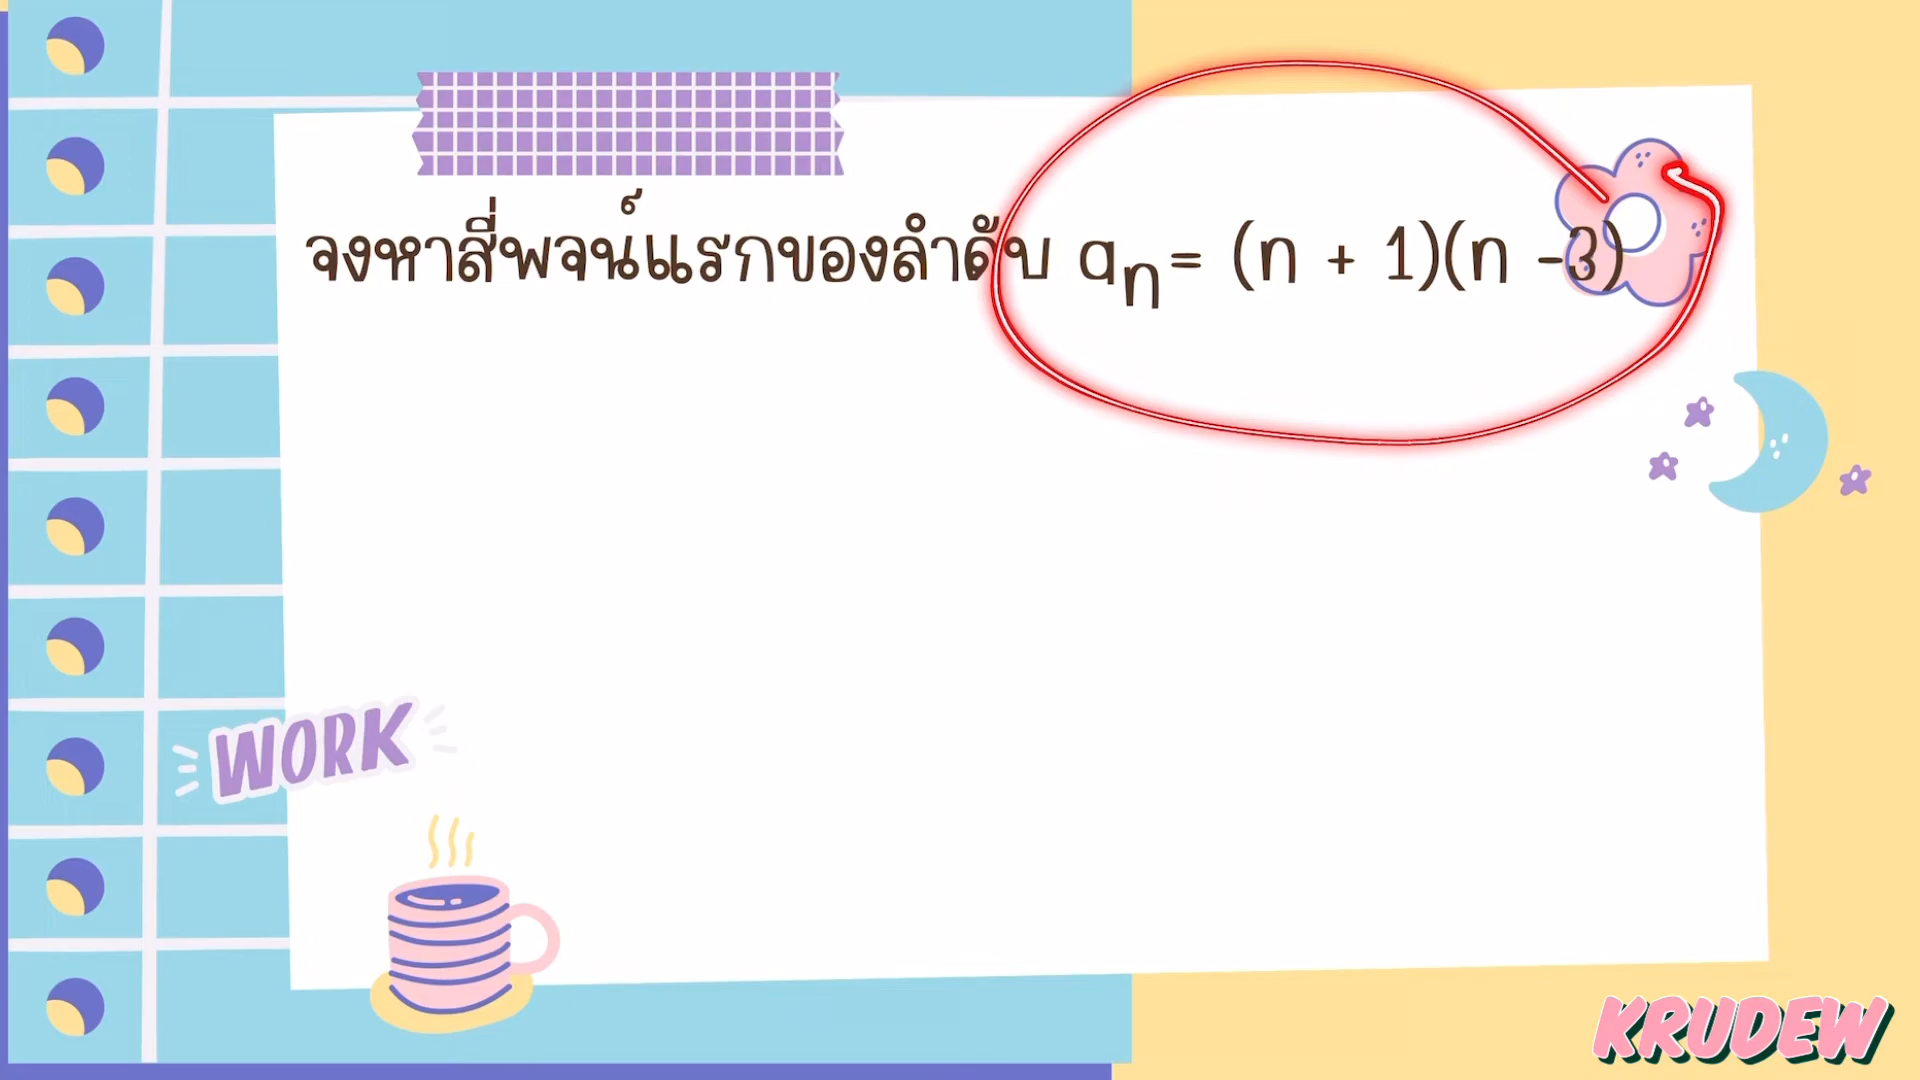 จงหาสี่พจน์แรกของลำดับ aₙ= (n + 1)(n -3)
WORK
KRUDEW